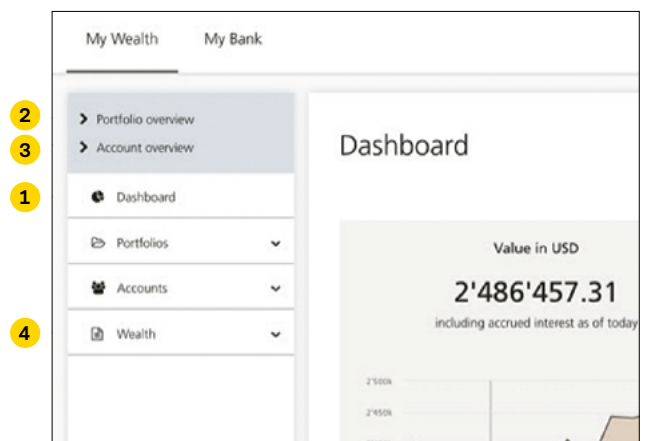 My Wealth My Bank
2 Portfolio overview
3 Account overview
Dashboard
1 Dashboard
Portfolios
Value in USD
2'486'457.31
Accounts
including accrued interest as of today
4 Wealth
2'500k
2'450k